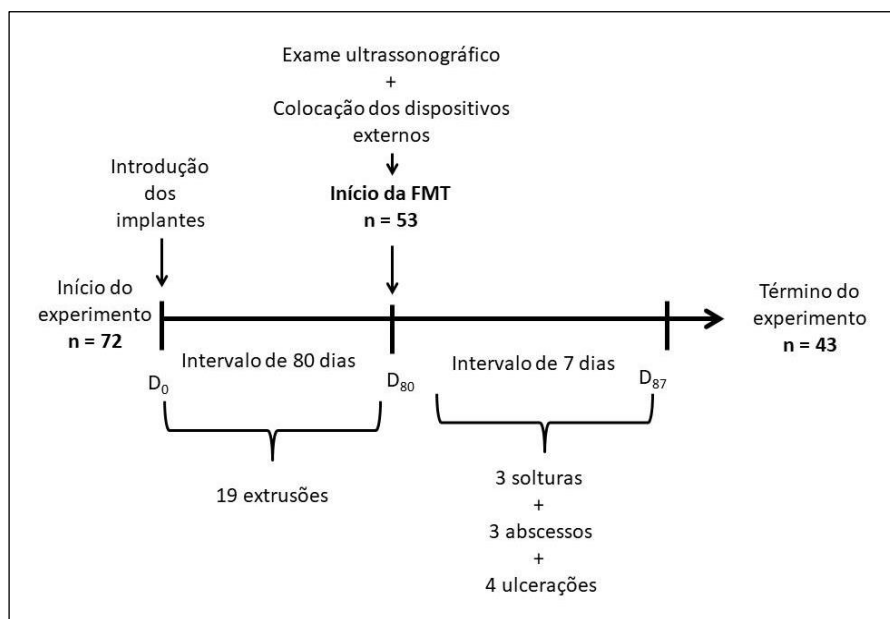 Exame ultrassonográfico
+
Colocação dos dispositivos
externos
Introdução
dos
implantes
Início da FMT
n = 53
Início do
experimento
n = 72
Término do
experimento
n = 43
Intervalo de 80 dias
Intervalo de 7 dias
D₀
D₈₀
D₈₇
19 extrusões
3 solturas
+
3 abscessos
+
4 ulcerações